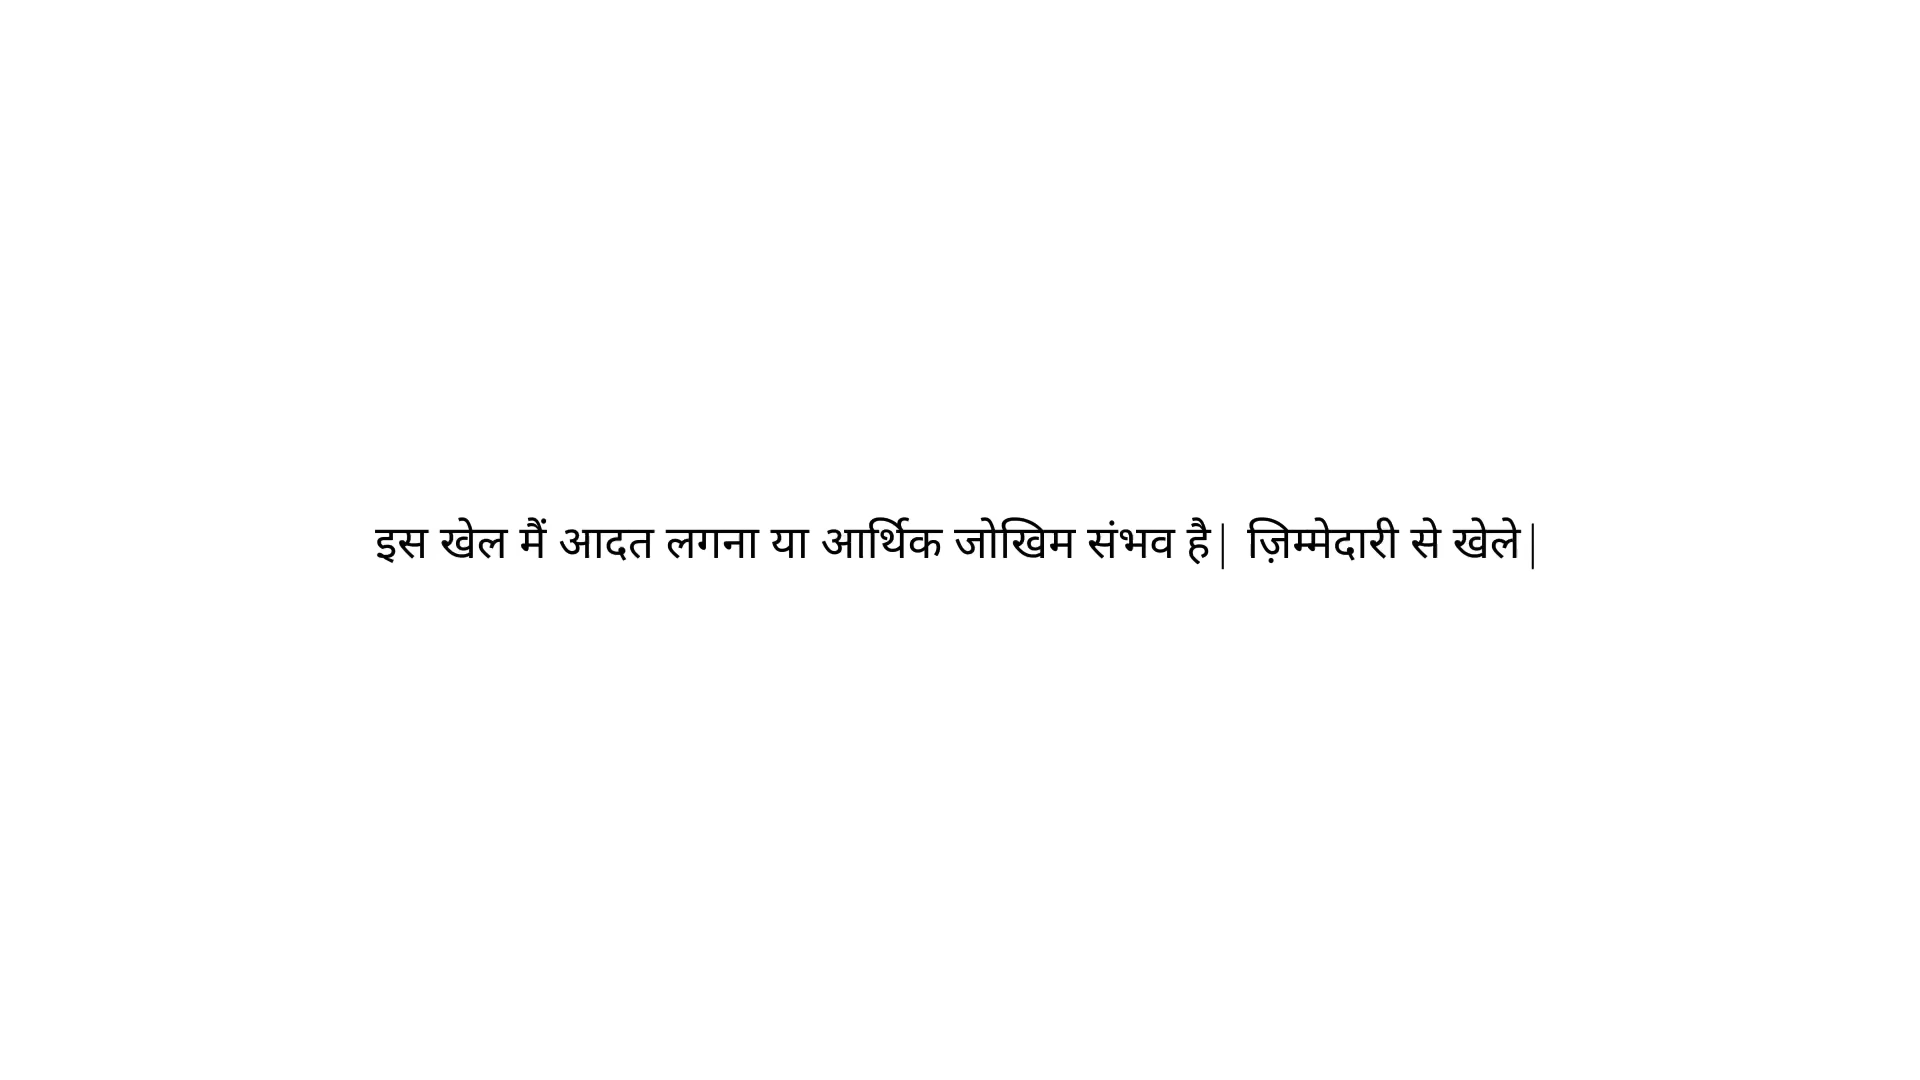 इस खेल मैं आदत लगना या आर्थिक जोखिम संभव है| ज़िम्मेदारी से खेले|